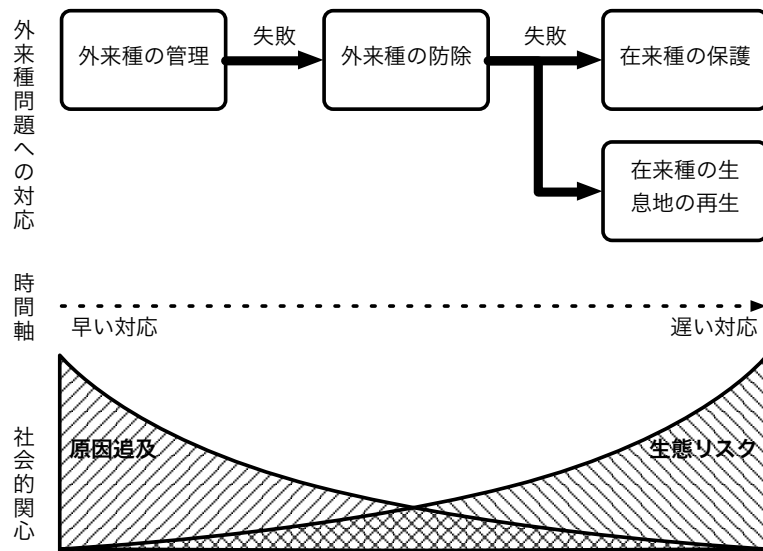 外来種問題への対応
外来種の管理
失敗
外来種の防除
失敗
在来種の保護
在来種の生
息地の再生
時間軸
早い対応
遅い対応
社会的関心
原因追及
生態リスク